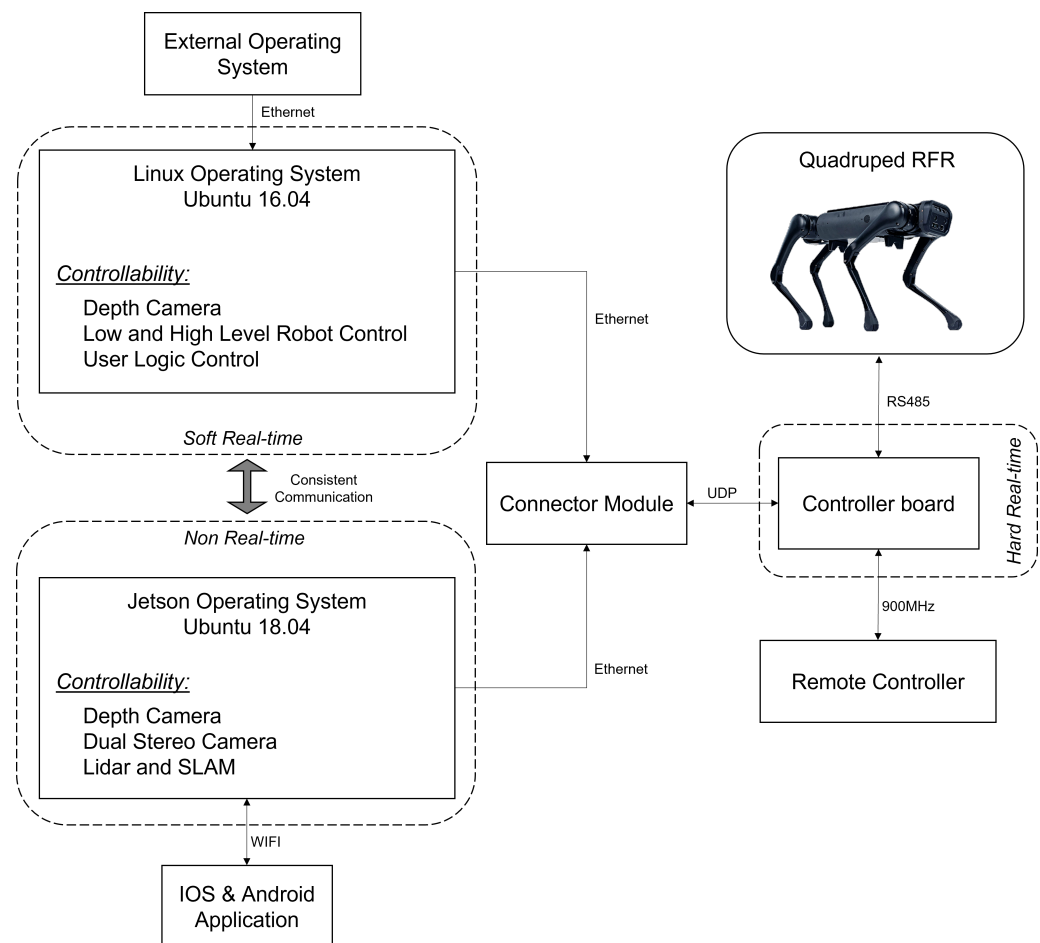 External Operating
System
Ethernet
Linux Operating System
Ubuntu 16.04
Controllability:
Depth Camera
Low and High Level Robot Control
User Logic Control
Soft Real-time
Consistent
Communication
Non Real-time
Jetson Operating System
Ubuntu 18.04
Controllability:
Depth Camera
Dual Stereo Camera
Lidar and SLAM
WIFI
IOS & Android
Application
Ethernet
Connector Module
Ethernet
UDP
Quadruped RFR
RS485
Controller board
Hard Real-time
900MHz
Remote Controller